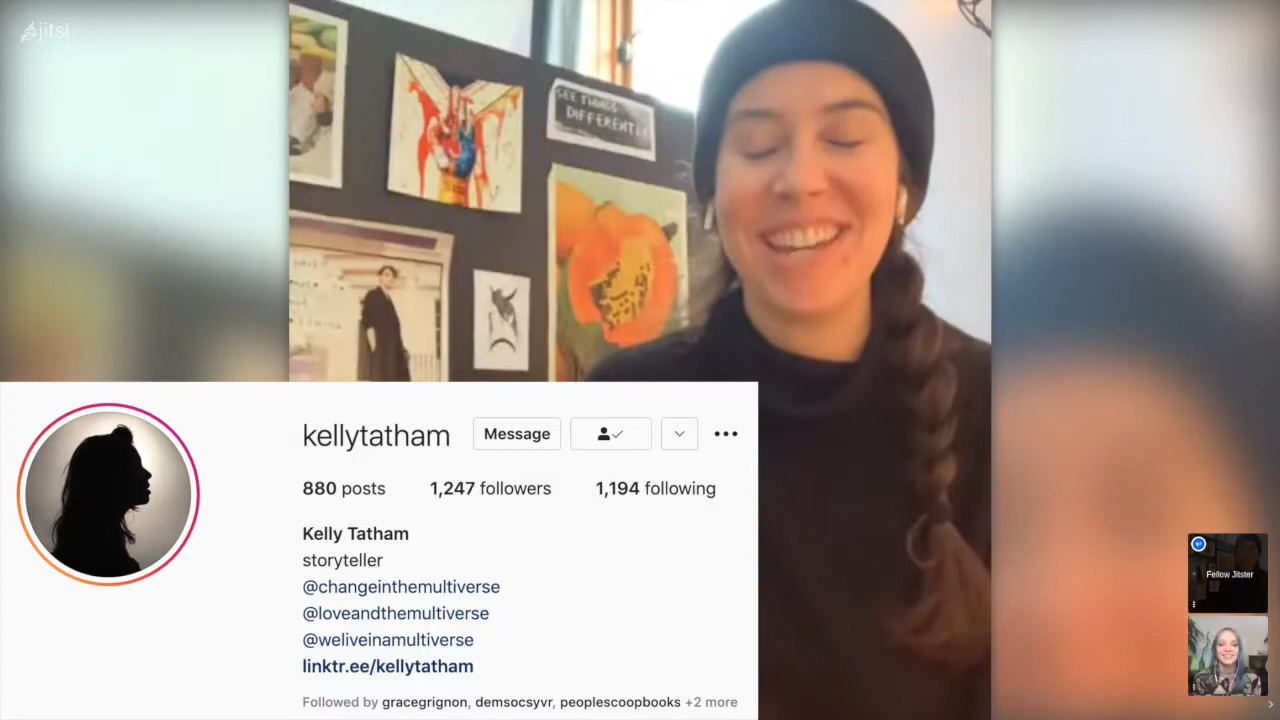 jitsi
SEE THINGS
DIFFERENTLY
kellytatham Message
880 posts 1,247 followers 1,194 following
Kelly Tatham
storyteller
@changeinthemultiverse
@loveandthemultiverse
@weliveinamultiverse
linktr.ee/kellytatham
Followed by gracegrignon, demsocsyvr, peoplescoopbooks +2 more
Fellow Jitster